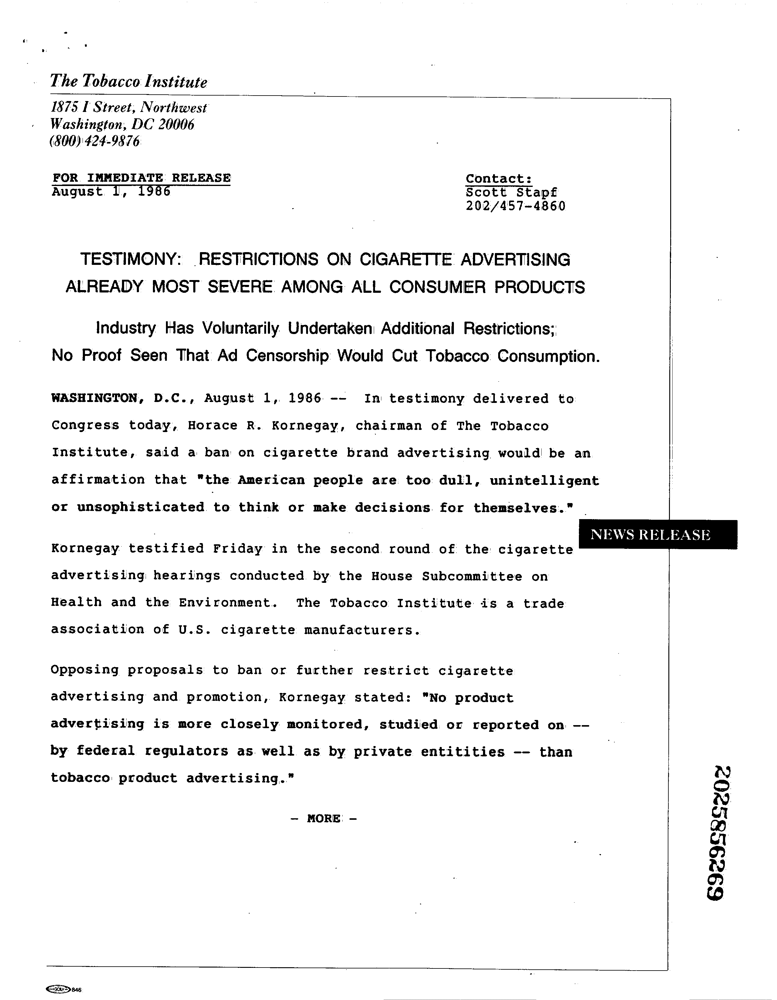 The Tobacco Institute
1875 I Street, Northwest
Washington, DC 20006
(800) 424-9876
FOR IMMEDIATE RELEASE
August 1, 1986
Contact:
Scott Stapf
202/457-4860
TESTIMONY: RESTRICTIONS ON CIGARETTE ADVERTISING
ALREADY MOST SEVERE AMONG ALL CONSUMER PRODUCTS
Industry Has Voluntarily Undertaken Additional Restrictions;
No Proof Seen That Ad Censorship Would Cut Tobacco Consumption.
WASHINGTON, D.C., August 1, 1986 -- In testimony delivered to
Congress today, Horace R. Kornegay, chairman of The Tobacco
Institute, said a ban on cigarette brand advertising would be an
affirmation that "the American people are too dull, unintelligent
or unsophisticated to think or make decisions for themselves."
NEWS RELEASE
Kornegay testified Friday in the second round of the cigarette
advertising hearings conducted by the House Subcommittee on
Health and the Environment. The Tobacco Institute is a trade
association of U.S. cigarette manufacturers.
Opposing proposals to ban or further restrict cigarette
advertising and promotion, Kornegay stated: "No product
advertising is more closely monitored, studied or reported on --
by federal regulators as well as by private entitities -- than
tobacco product advertising."
- MORE -
2025856269
846